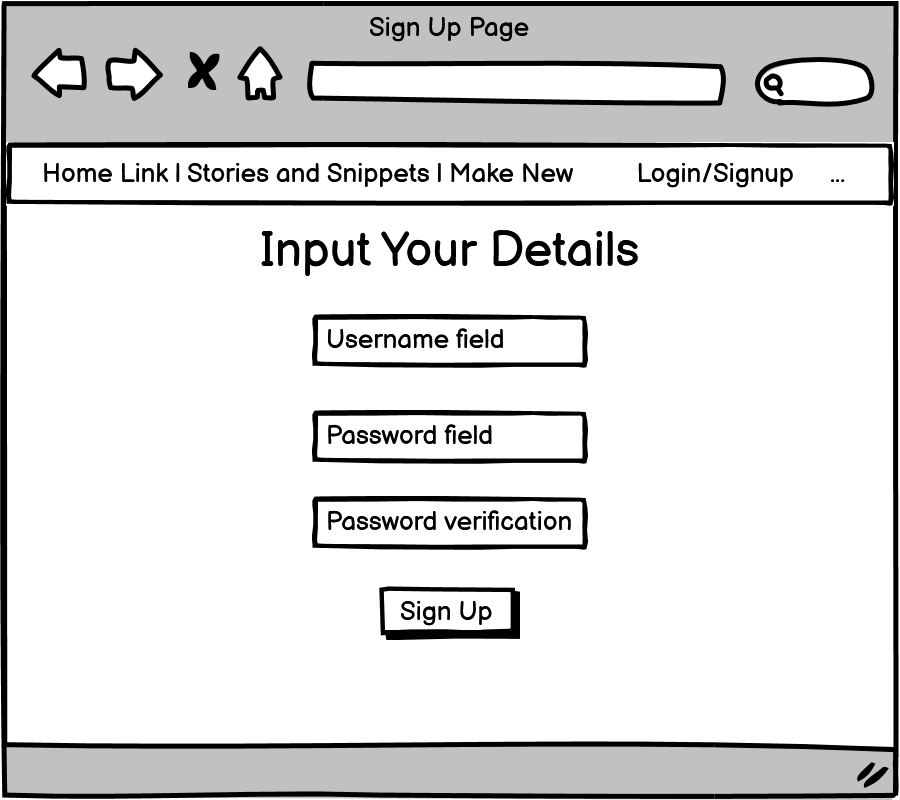 Sign Up Page
Home Link | Stories and Snippets | Make New Login/Signup ...
Input Your Details
Username field
Password field
Password verification
Sign Up